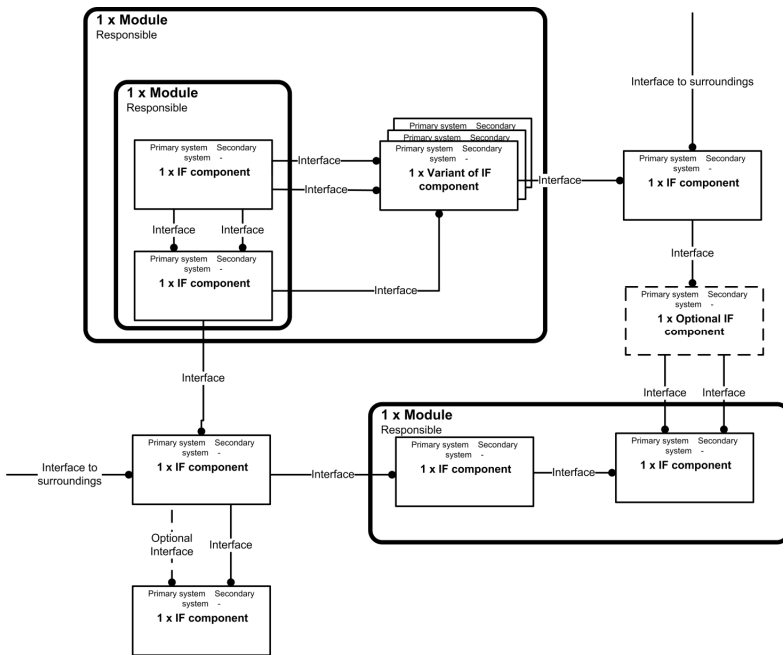 1 x Module
Responsible
1 x Module
Responsible
Primary system Secondary
system -
1 x IF component
Interface
Interface
Interface
Interface
Primary system Secondary
system -
1 x IF component
Interface
Primary system Secondary
Primary system Secondary
Primary system Secondary
system -
1 x Variant of IF
component
Interface
Interface to surroundings
Primary system Secondary
system -
1 x IF component
Interface
Primary system Secondary
system -
1 x Optional IF
component
Interface
Interface
Interface
1 x Module
Responsible
Interface to
surroundings
Primary system Secondary
system -
1 x IF component
Interface
Primary system Secondary
system -
1 x IF component
Interface
Primary system Secondary
system -
1 x IF component
Optional
Interface
Interface
Primary system Secondary
system -
1 x IF component